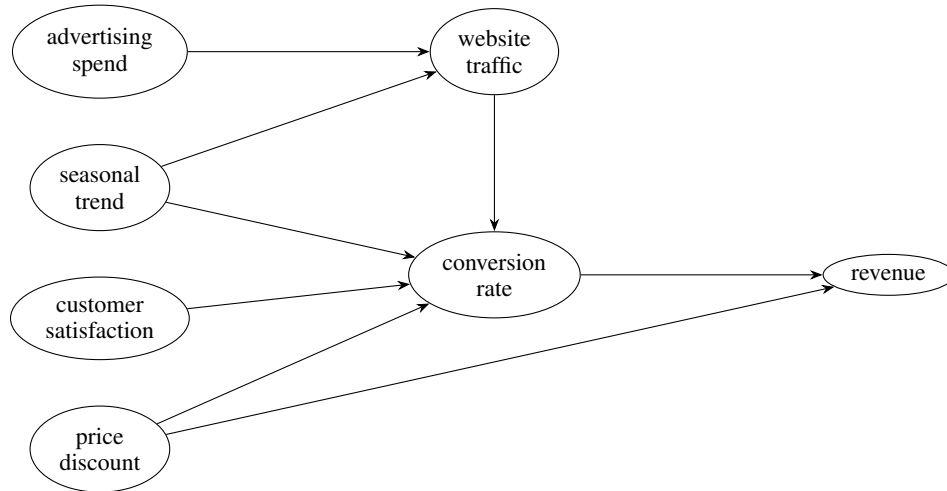 advertising
spend
website
traffic
seasonal
trend
conversion
rate
revenue
customer
satisfaction
price
discount